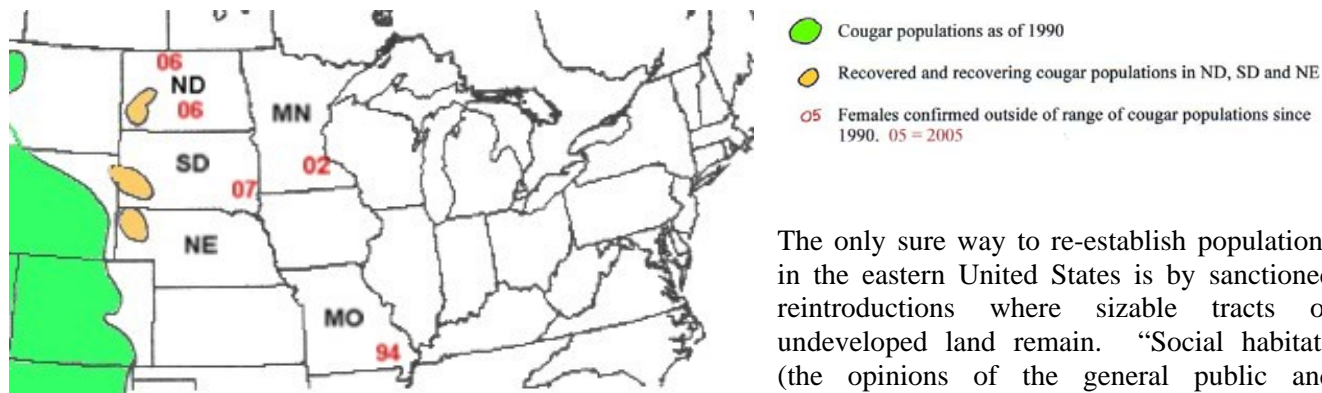 06
ND
06
MN
SD
02
07
NE
MO
94
Cougar populations as of 1990
Recovered and recovering cougar populations in ND, SD and NE
05 Females confirmed outside of range of cougar populations since
1990. 05 = 2005
The only sure way to re-establish population
in the eastern United States is by sanctioned
reintroductions where sizable tracts o
undeveloped land remain. “Social habitat
(the opinions of the general public and